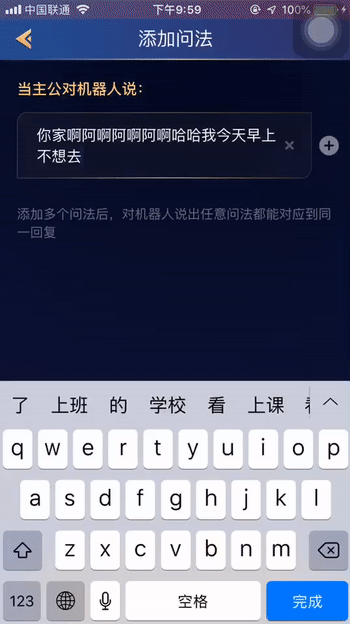 中国联通 下午9:59 100%
添加问法
当主公对机器人说：
你家啊阿啊阿啊阿啊哈哈我今天早上
不想去
添加多个问法后，对机器人说出任意问法都能对应到同
一回复
了 上班 的 学校 看 上课
q w e r t y u i o p
a s d f g h j k l
z x c v b n m
123 空格 完成